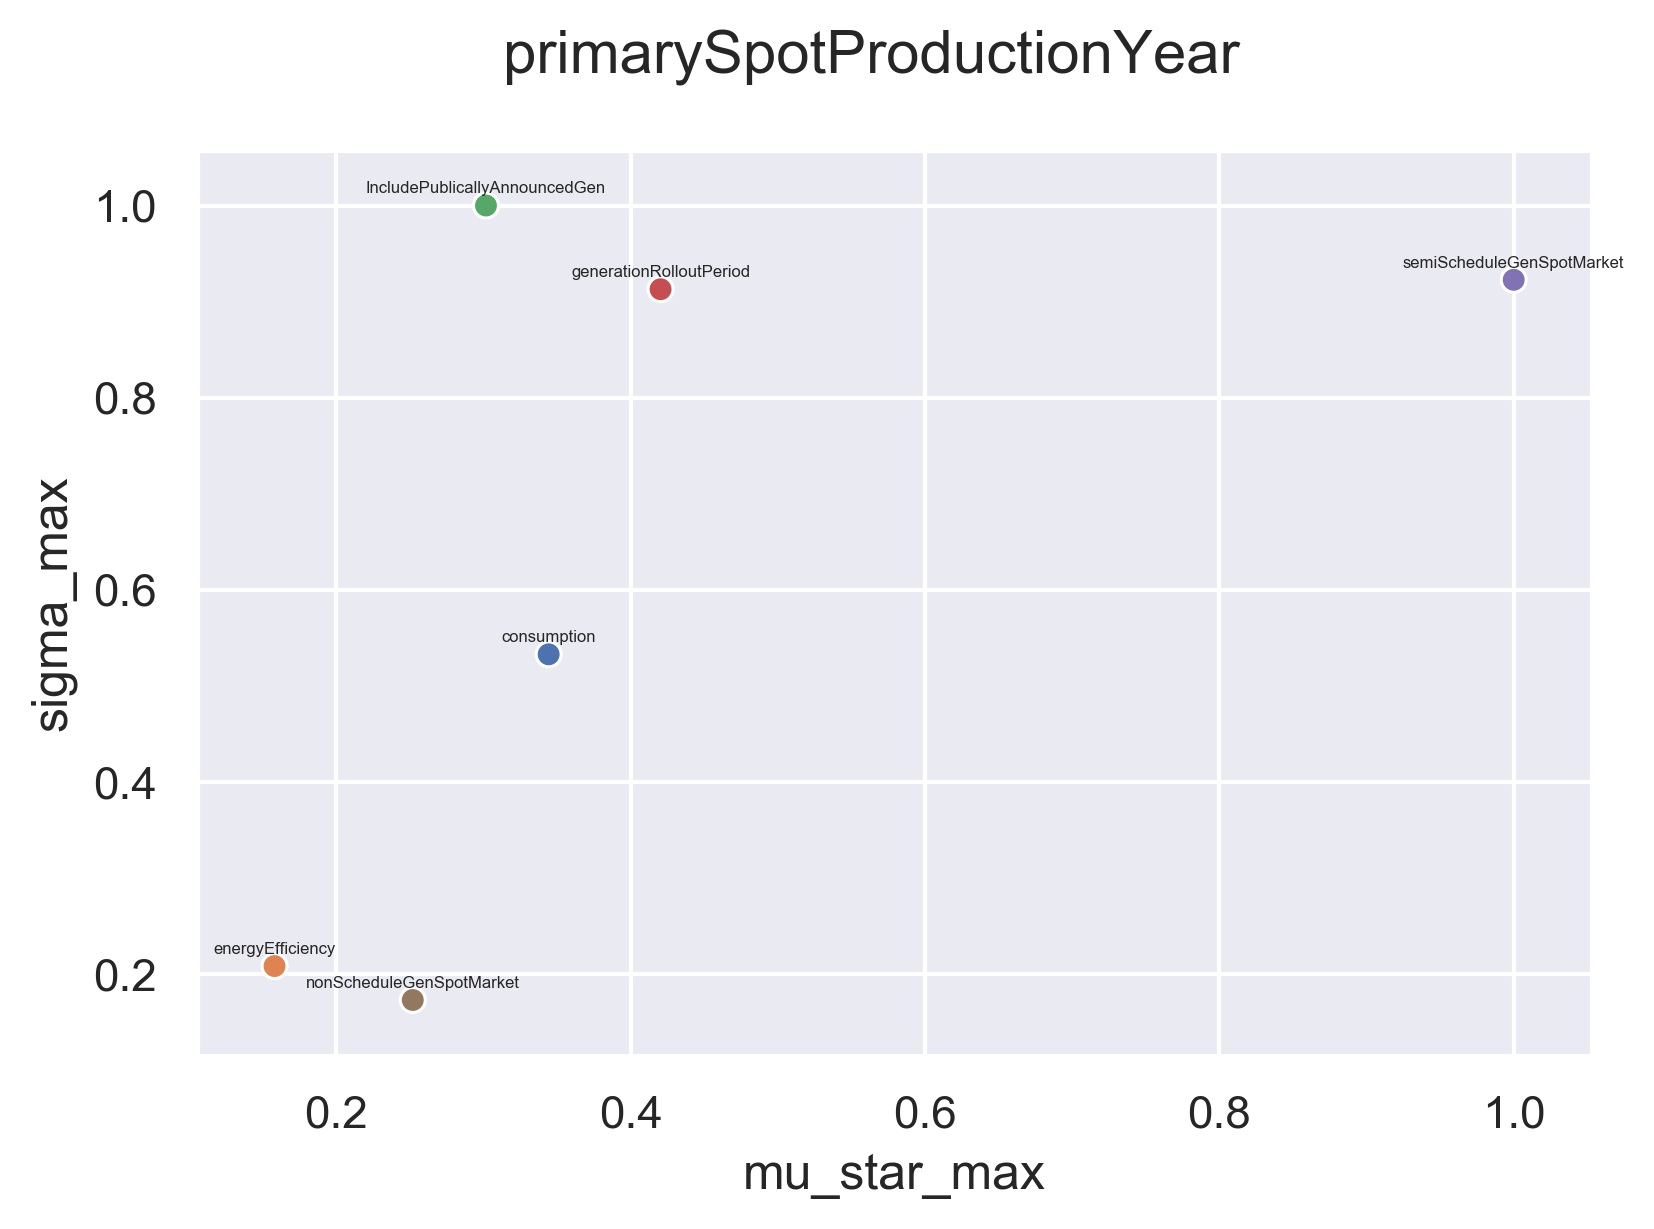 primarySpotProductionYear
IncludePublicallyAnnouncedGen
generationRolloutPeriod
semiScheduleGenSpotMarket
consumption
energyEfficiency
nonScheduleGenSpotMarket
1.0
0.8
0.6
0.4
0.2
sigma_max
0.2 0.4 0.6 0.8 1.0
mu_star_max